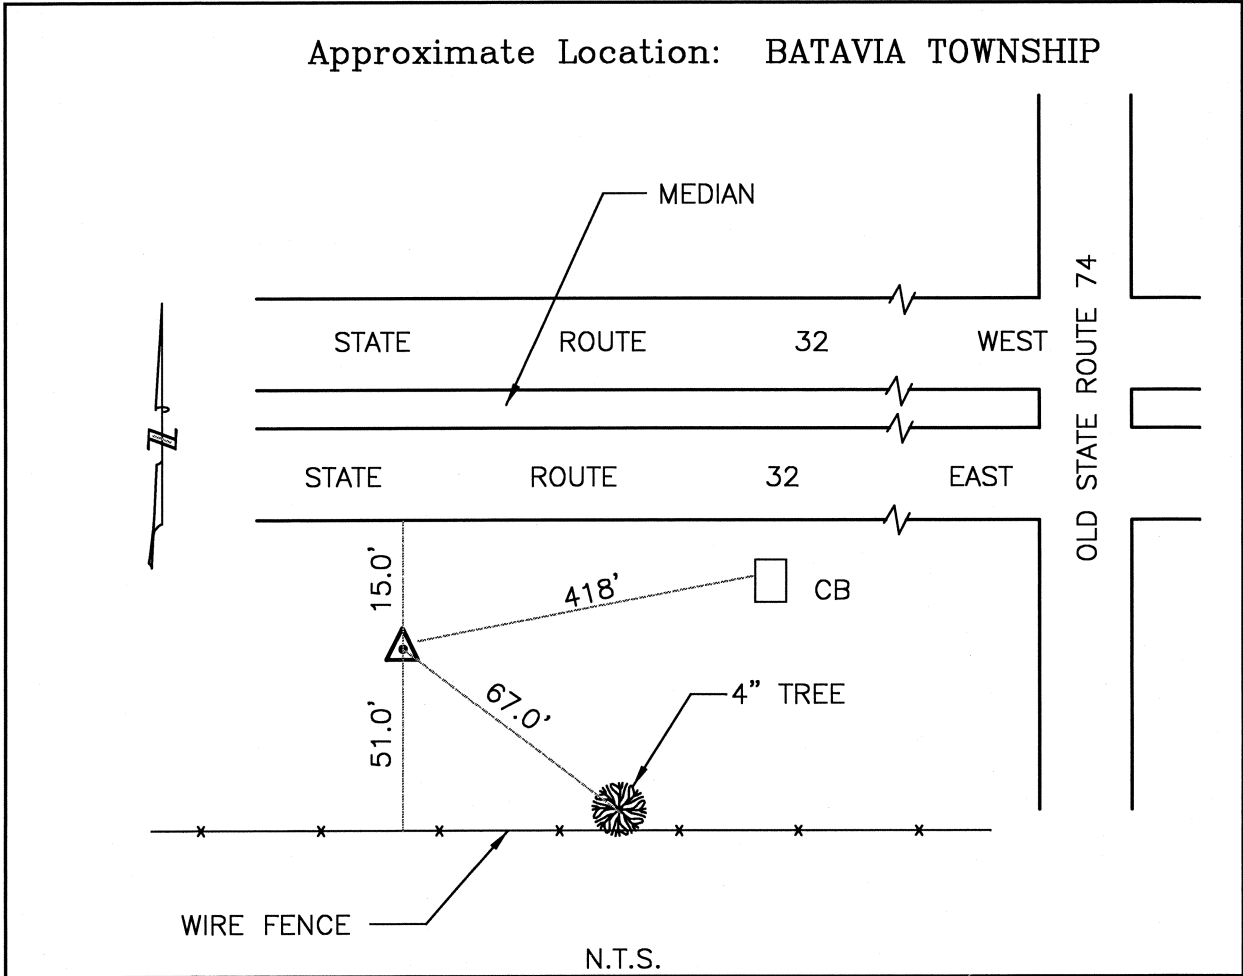 Approximate Location: BATAVIA TOWNSHIP
MEDIAN
STATE ROUTE 32 WEST
OLD STATE ROUTE 74
N
STATE ROUTE 32 EAST
15.0'
418'
CB
67.0'
4" TREE
51.0'
WIRE FENCE
N.T.S.